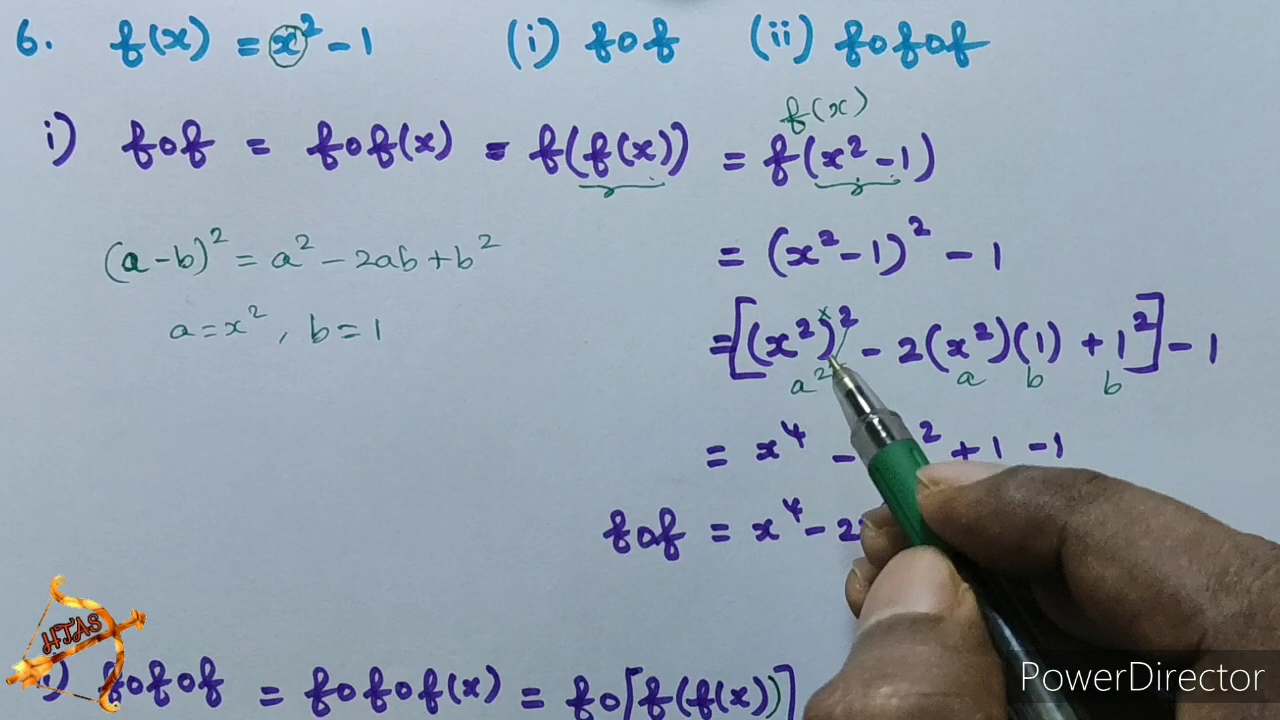 6. f(x) = x² - 1 (i) fof (ii) fofof
f(x)
i) fof = fof(x) = f(f(x)) = f(x² - 1)
(a - b)² = a² - 2ab + b²
= (x² - 1)² - 1
a = x², b = 1
= [(x²)ˣ² - 2(x²)(1) + 1²] - 1
a² a b b
= x⁴ - ² + 1 - 1
fof = x⁴ - 2
HTAS
) fofof = fofof(x) = fo[f(f(x))]
PowerDirector